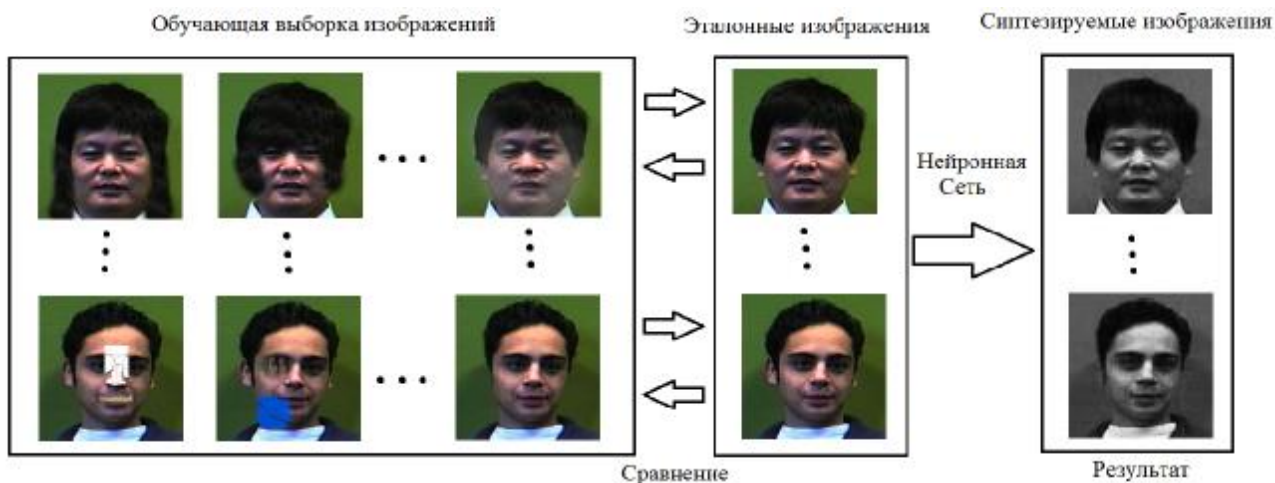 Обучающая выборка изображений
Эталонные изображения
Синтезируемые изображения
Нейронная
Сеть
Сравнение
Результат